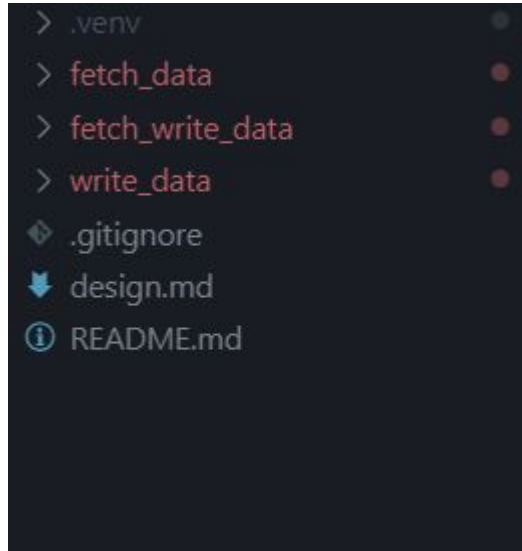 .venv
fetch_data
fetch_write_data
write_data
.gitignore
design.md
README.md